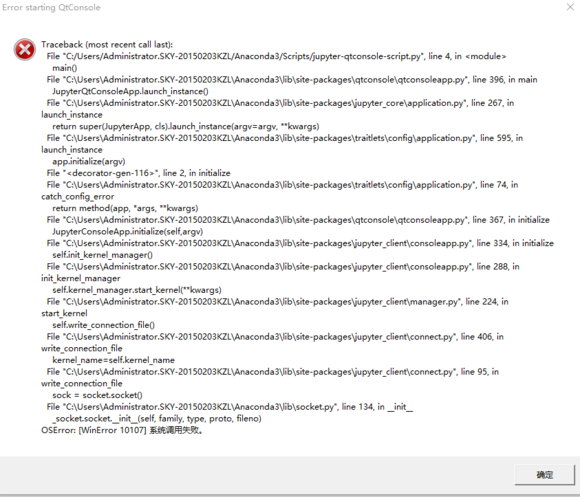 Error starting QtConsole
Traceback (most recent call last):
File "C:/Users/Administrator.SKY-20150203KZL/Anaconda3/Scripts/jupyter-qtconsole-script.py", line 4, in <module>
main()
File "C:\Users\Administrator.SKY-20150203KZL\Anaconda3\lib\site-packages\qtconsole\qtconsoleapp.py", line 396, in main
JupyterQtConsoleApp.launch_instance()
File "C:\Users\Administrator.SKY-20150203KZL\Anaconda3\lib\site-packages\jupyter_core\application.py", line 267, in
launch_instance
return super(JupyterApp, cls).launch_instance(argv=argv, **kwargs)
File "C:\Users\Administrator.SKY-20150203KZL\Anaconda3\lib\site-packages\traitlets\config\application.py", line 595, in
launch_instance
app.initialize(argv)
File "<decorator-gen-116>", line 2, in initialize
File "C:\Users\Administrator.SKY-20150203KZL\Anaconda3\lib\site-packages\traitlets\config\application.py", line 74, in
catch_config_error
return method(app, *args, **kwargs)
File "C:\Users\Administrator.SKY-20150203KZL\Anaconda3\lib\site-packages\qtconsole\qtconsoleapp.py", line 367, in initialize
JupyterConsoleApp.initialize(self,argv)
File "C:\Users\Administrator.SKY-20150203KZL\Anaconda3\lib\site-packages\jupyter_client\consoleapp.py", line 334, in initialize
self.init_kernel_manager()
File "C:\Users\Administrator.SKY-20150203KZL\Anaconda3\lib\site-packages\jupyter_client\consoleapp.py", line 288, in
init_kernel_manager
self.kernel_manager.start_kernel(**kwargs)
File "C:\Users\Administrator.SKY-20150203KZL\Anaconda3\lib\site-packages\jupyter_client\manager.py", line 224, in
start_kernel
self.write_connection_file()
File "C:\Users\Administrator.SKY-20150203KZL\Anaconda3\lib\site-packages\jupyter_client\connect.py", line 406, in
write_connection_file
kernel_name=self.kernel_name
File "C:\Users\Administrator.SKY-20150203KZL\Anaconda3\lib\site-packages\jupyter_client\connect.py", line 95, in
write_connection_file
sock = socket.socket()
File "C:\Users\Administrator.SKY-20150203KZL\Anaconda3\lib\socket.py", line 134, in __init__
_socket.socket.__init__(self, family, type, proto, fileno)
OSError: [WinError 10107] 系统调用失败。
确定